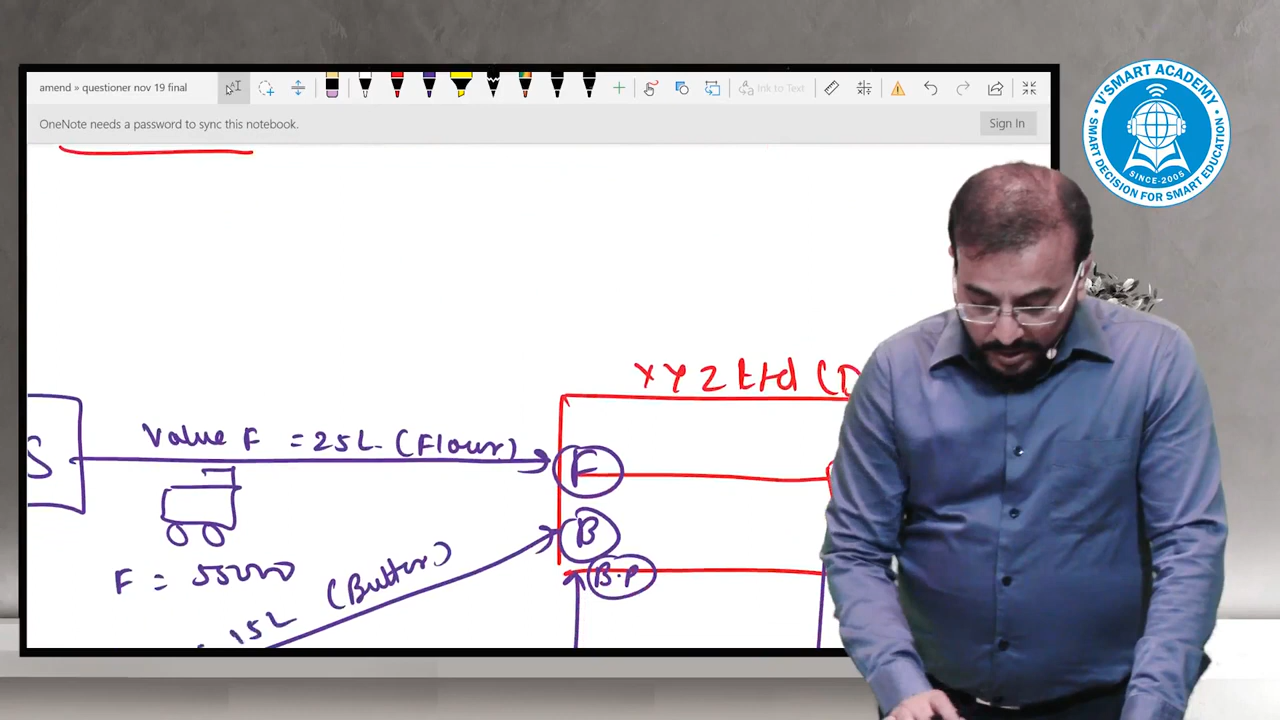 amend » questioner nov 19 final
Ink to Text
OneNote needs a password to sync this notebook.
Sign In
V'SMART ACADEMY
SINCE-2005
SMART DECISION FOR SMART EDUCATION
XYZ Ltd (D
S
Value F = 25L (Flour)
F
B
B.P
F = 55000
15L (Butter)